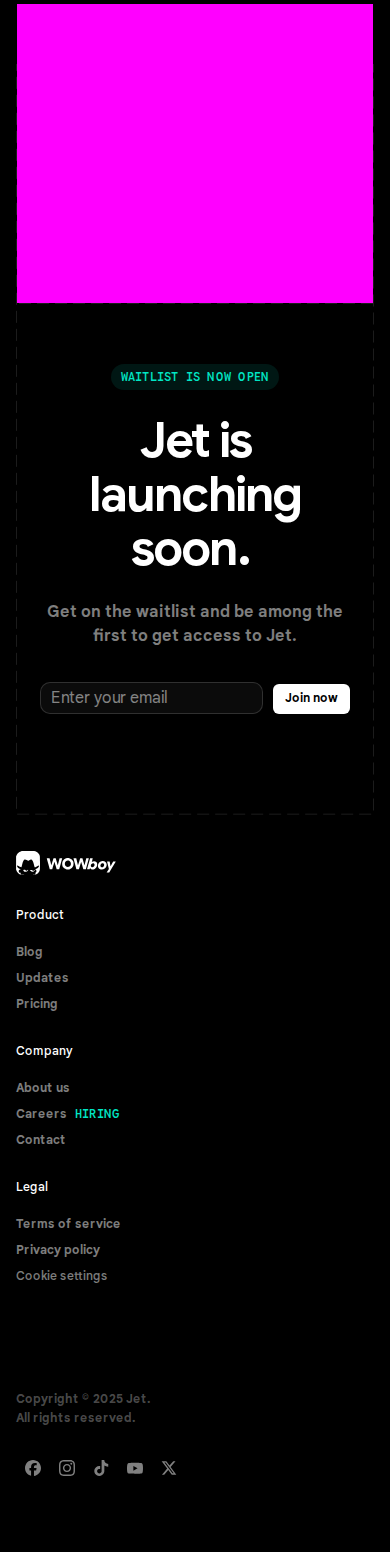 WAITLIST IS NOW OPEN
Jet is
launching
soon.
Get on the waitlist and be among the
first to get access to Jet.
Enter your email
Join now
WOWboy
Product
Blog
Updates
Pricing
Company
About us
Careers HIRING
Contact
Legal
Terms of service
Privacy policy
Cookie settings
Copyright © 2025 Jet.
All rights reserved.